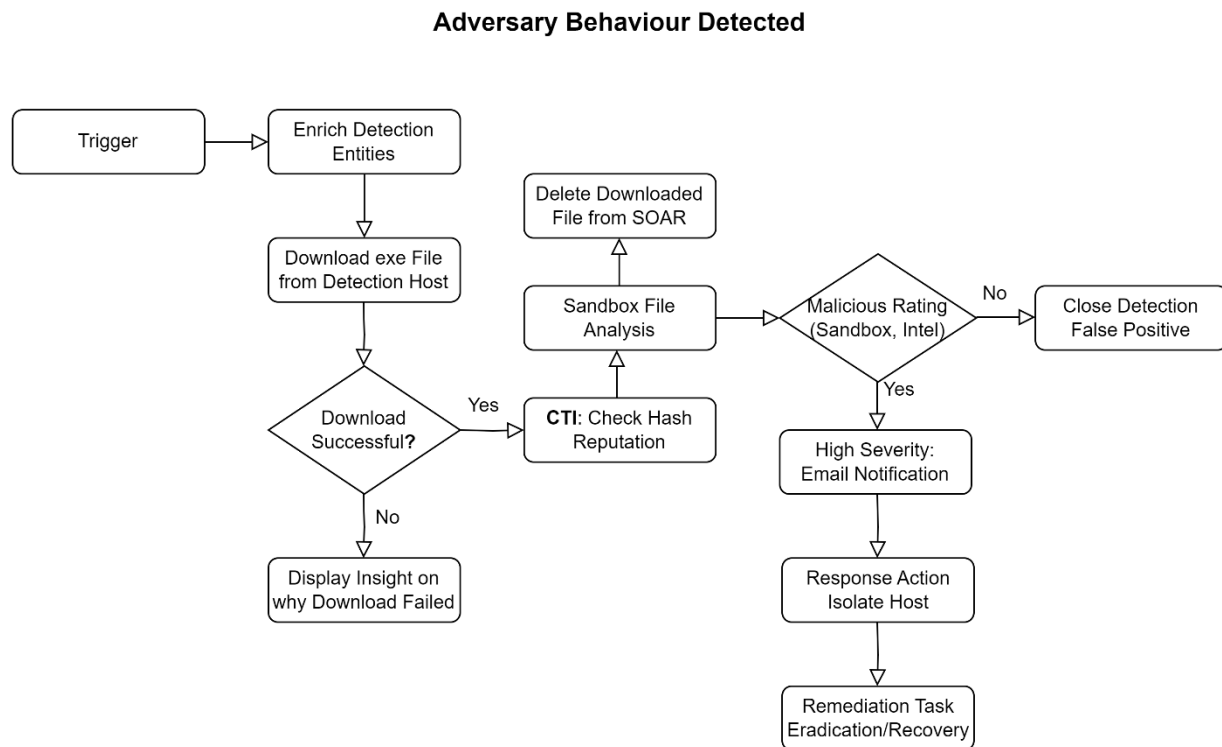 Adversary Behaviour Detected
Trigger
Enrich Detection
Entities
Download exe File
from Detection Host
Download
Successful?
Yes
No
Display Insight on
why Download Failed
CTI: Check Hash
Reputation
Sandbox File
Analysis
Delete Downloaded
File from SOAR
Malicious Rating
(Sandbox, Intel)
No
Close Detection
False Positive
Yes
High Severity:
Email Notification
Response Action
Isolate Host
Remediation Task
Eradication/Recovery